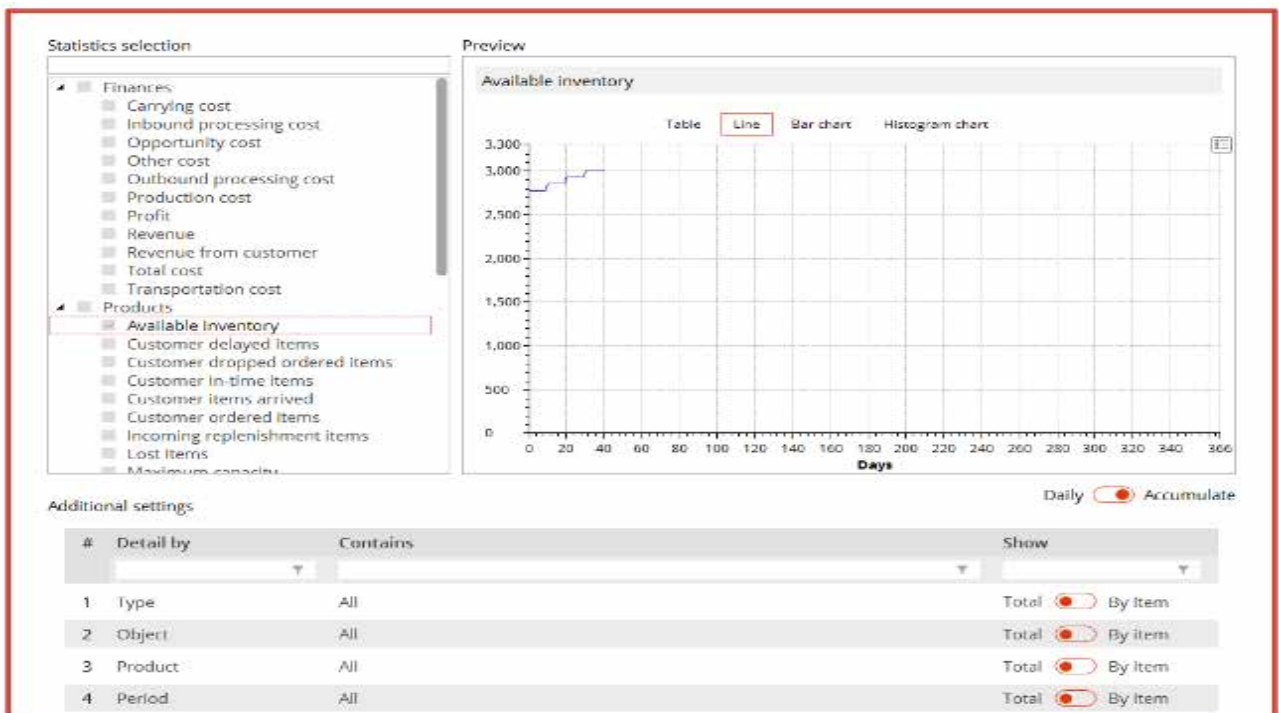 Statistics selection
Finances
Carrying cost
Inbound processing cost
Opportunity cost
Other cost
Outbound processing cost
Production cost
Profit
Revenue
Revenue from customer
Total cost
Transportation cost
Products
Available Inventory
Customer delayed items
Customer dropped ordered items
Customer in-time items
Customer items arrived
Customer ordered items
Incoming replenishment items
Lost items
Maximum capacity
Preview
Available inventory
Table Line Bar chart Histogram chart
3,300
3,000
2,500
2,000
1,500
1,000
500
0
0 20 40 60 80 100 120 140 160 180 200 220 240 260 280 300 320 340 366
Days
Daily Accumulate
Additional settings
# Detail by Contains Show
1 Type All Total By item
2 Object All Total By item
3 Product All Total By item
4 Period All Total By item